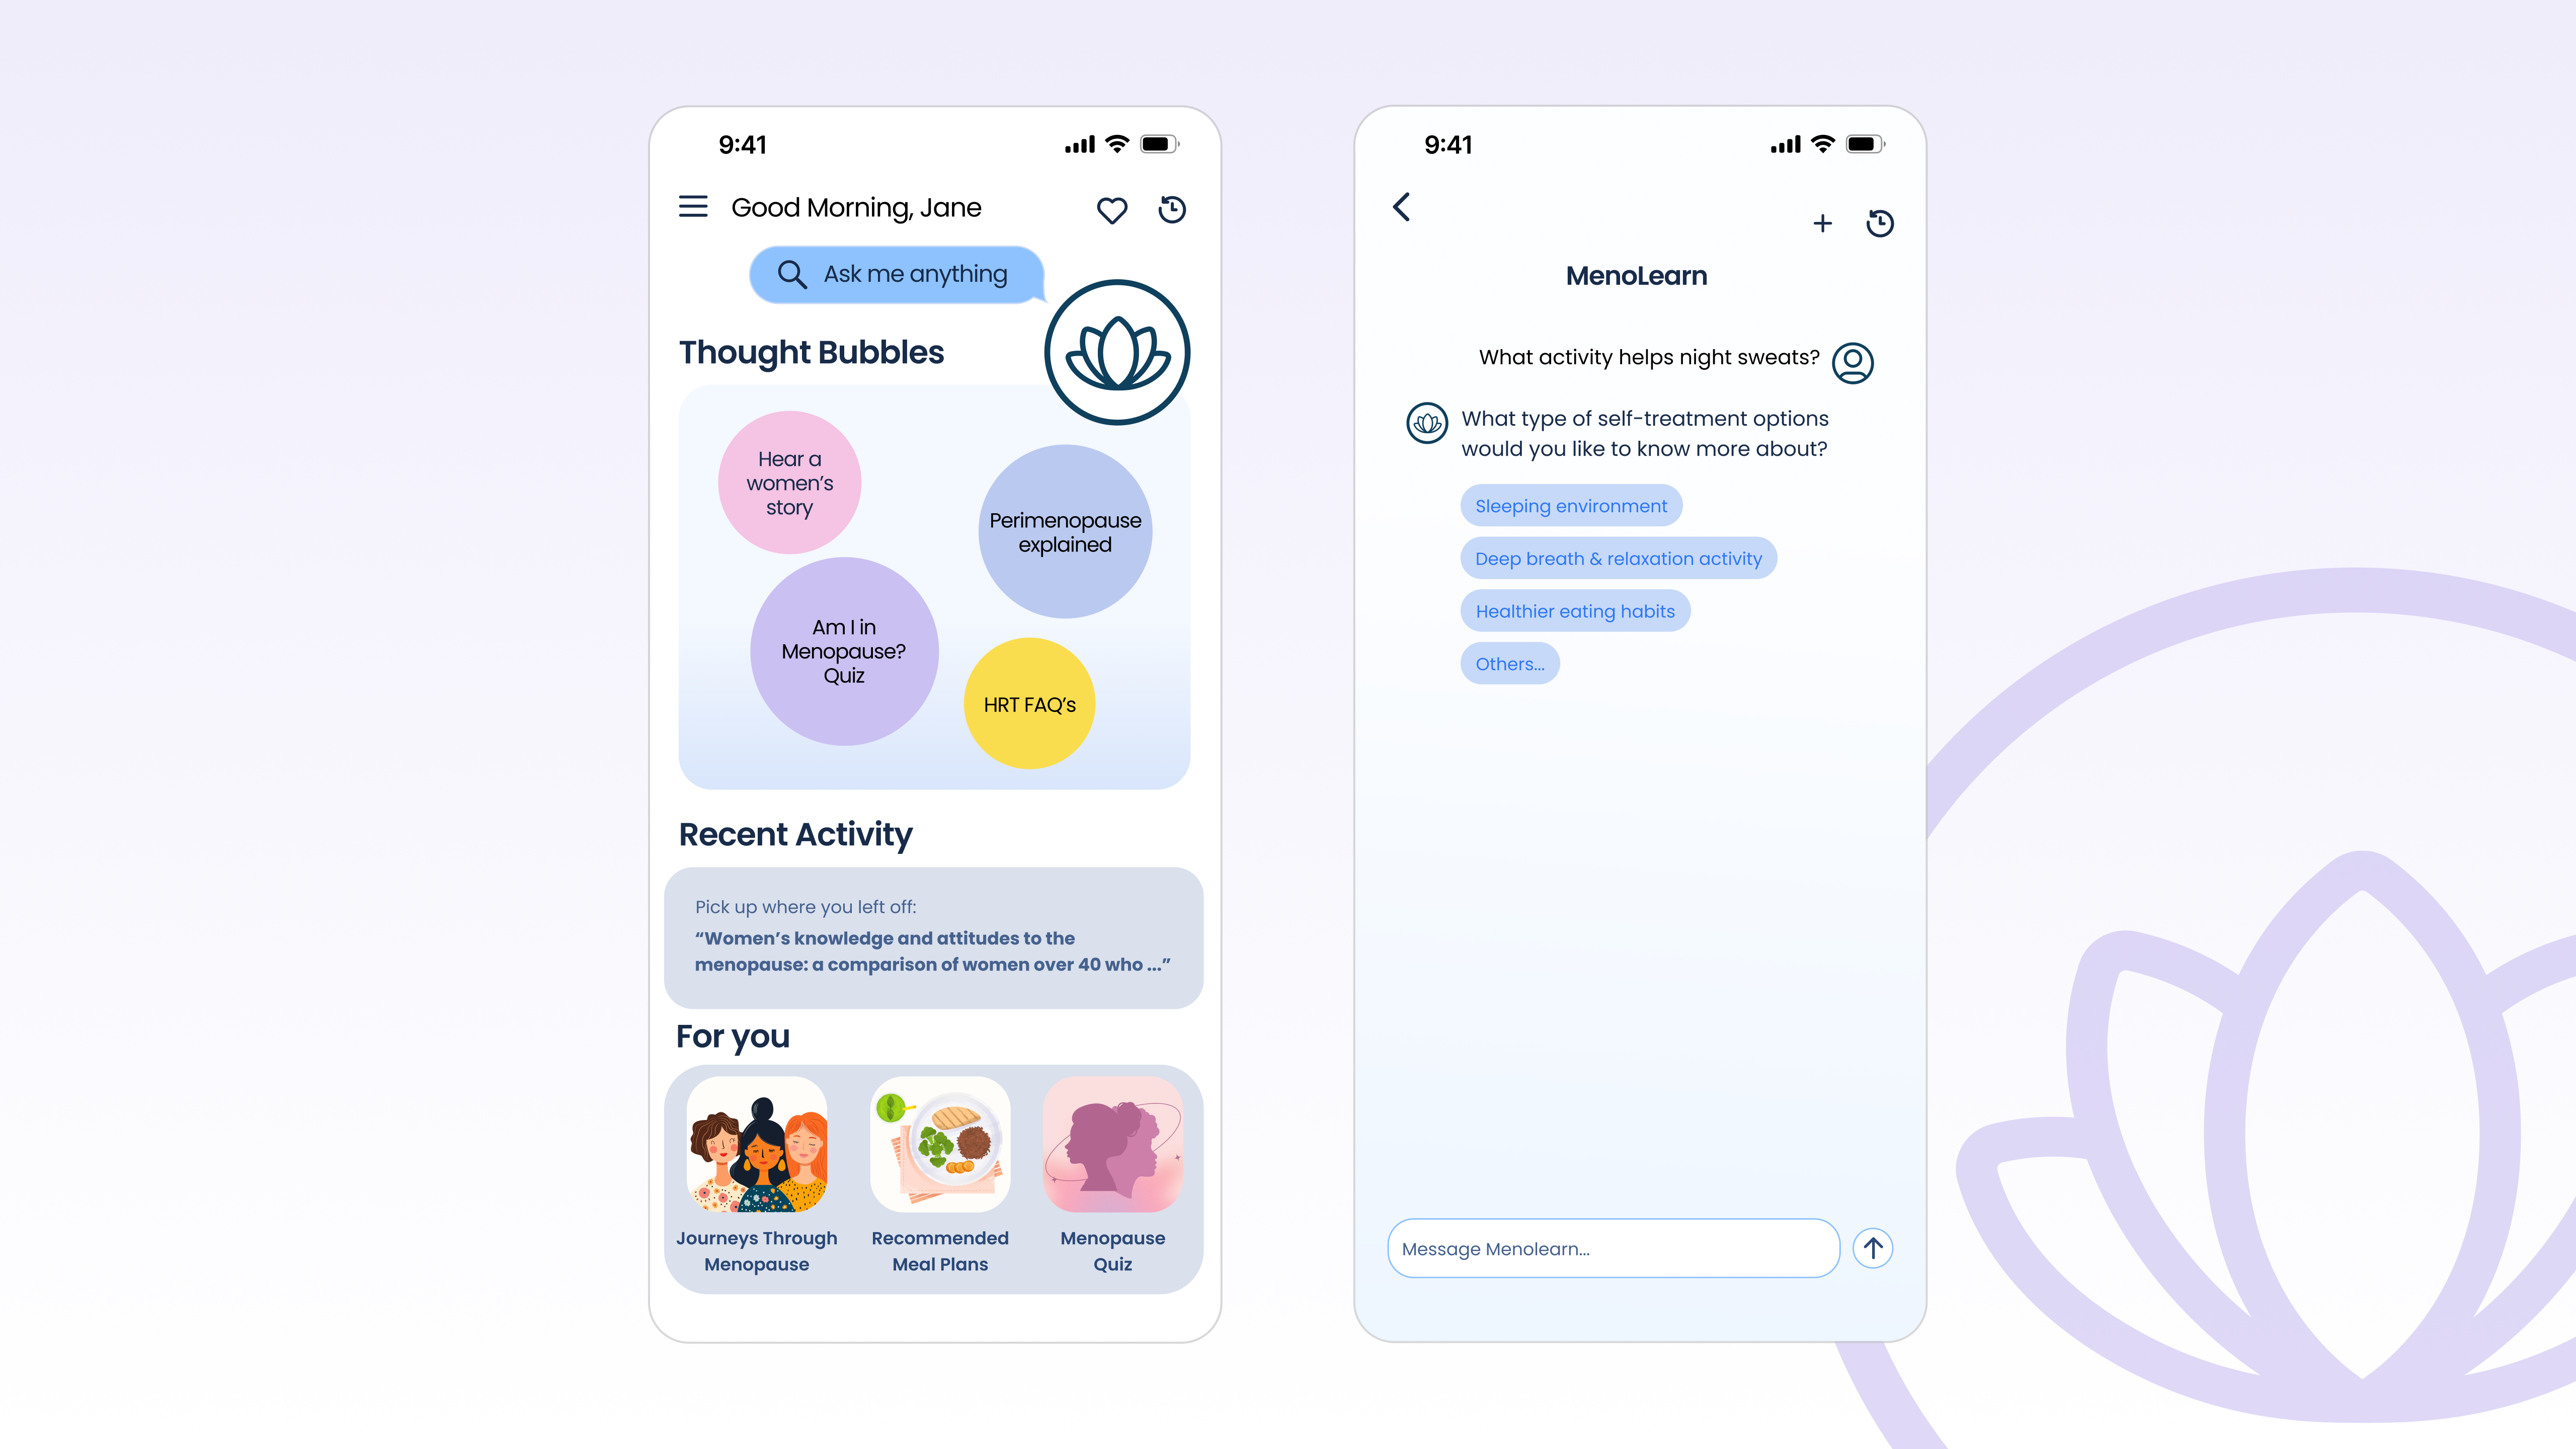 9:41
Good Morning, Jane
Ask me anything
Thought Bubbles
Hear a
women's
story
Perimenopause
explained
Am I in
Menopause?
Quiz
HRT FAQ's
Recent Activity
Pick up where you left off:
“Women's knowledge and attitudes to the
menopause: a comparison of women over 40 who ...”
For you
Journeys Through
Menopause
Recommended
Meal Plans
Menopause
Quiz
9:41
MenoLearn
What activity helps night sweats?
What type of self-treatment options
would you like to know more about?
Sleeping environment
Deep breath & relaxation activity
Healthier eating habits
Others...
Message Menolearn...